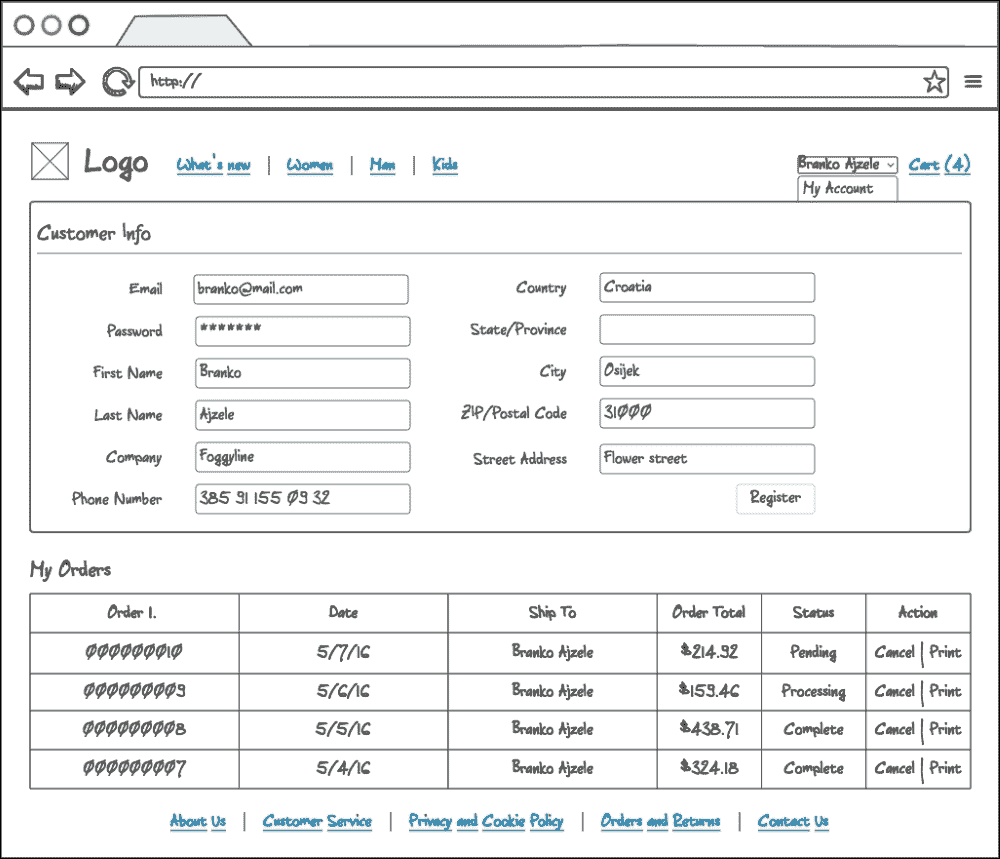 http://
Logo What's new | Women | Man | Kids Branko Ajzele Cart (4)
My Account
Customer Info
Email branko@mail.com Country Croatia
Password ******* State/Province
First Name Branko City Osijek
Last Name Ajzele ZIP/Postal Code 31000
Company Foggyline Street Address Flower street
Phone Number 385 91 155 09 32 Register
My Orders
Order I. Date Ship To Order Total Status Action
0000000010 5/7/16 Branko Ajzele $214.92 Pending Cancel | Print
000000009 5/6/16 Branko Ajzele $159.46 Processing Cancel | Print
000000008 5/5/16 Branko Ajzele $438.71 Complete Cancel | Print
000000007 5/4/16 Branko Ajzele $324.18 Complete Cancel | Print
About Us | Customer Service | Privacy and Cookie Policy | Orders and Returns | Contact Us